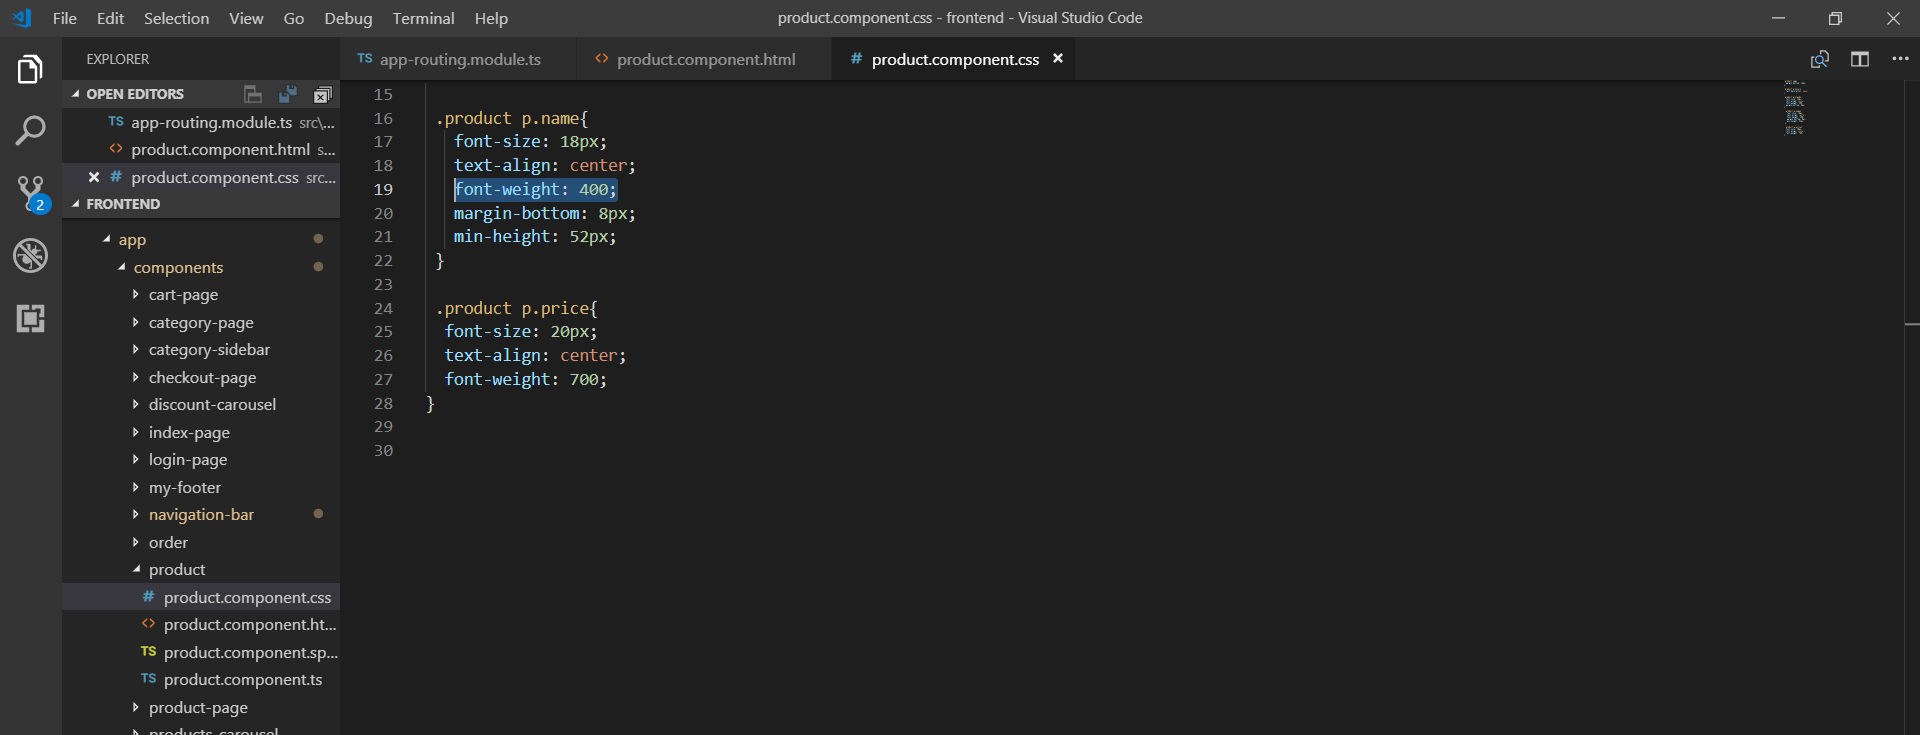 File Edit Selection View Go Debug Terminal Help
product.component.css - frontend - Visual Studio Code
EXPLORER
OPEN EDITORS
TS app-routing.module.ts src\...
<> product.component.html s...
# product.component.css src...
2
FRONTEND
app
components
cart-page
category-page
category-sidebar
checkout-page
discount-carousel
index-page
login-page
my-footer
navigation-bar
order
product
# product.component.css
<> product.component.ht...
TS product.component.sp...
TS product.component.ts
product-page
products-carousel
TS app-routing.module.ts <> product.component.html # product.component.css
15
16 .product p.name{
17 font-size: 18px;
18 text-align: center;
19 font-weight: 400;
20 margin-bottom: 8px;
21 min-height: 52px;
22 }
23
24 .product p.price{
25 font-size: 20px;
26 text-align: center;
27 font-weight: 700;
28 }
29
30